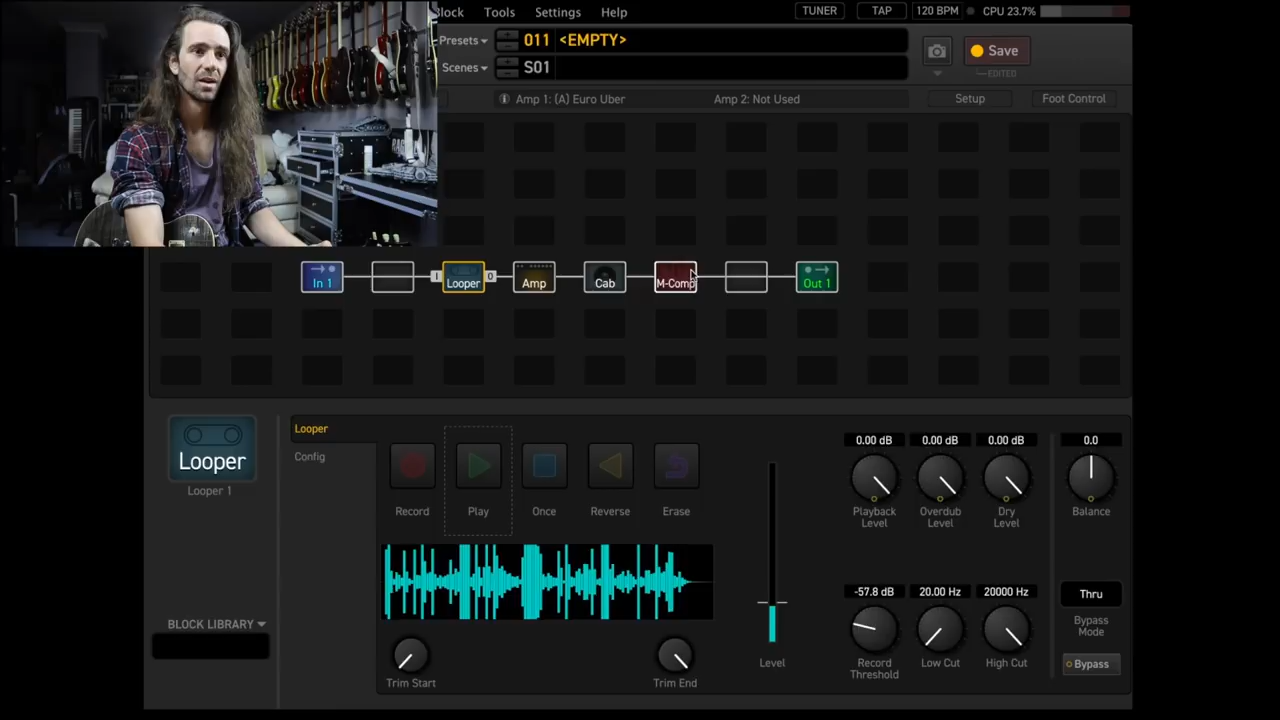 lock Tools Settings Help TUNER TAP 120 BPM CPU 23.7%
Presets 011 <EMPTY> Save
Scenes S01 EDITED
Amp 1: (A) Euro Uber Amp 2: Not Used Setup Foot Control
In 1 I Looper O Amp Cab M-Comp Out 1
Looper
Looper 1
BLOCK LIBRARY
Looper
Config
Record Play Once Reverse Erase
Trim Start Trim End
Level
0.00 dB 0.00 dB 0.00 dB 0.0
Playback Level Overdub Level Dry Level Balance
-57.8 dB 20.00 Hz 20000 Hz Thru
Record Threshold Low Cut High Cut Bypass Mode
Bypass